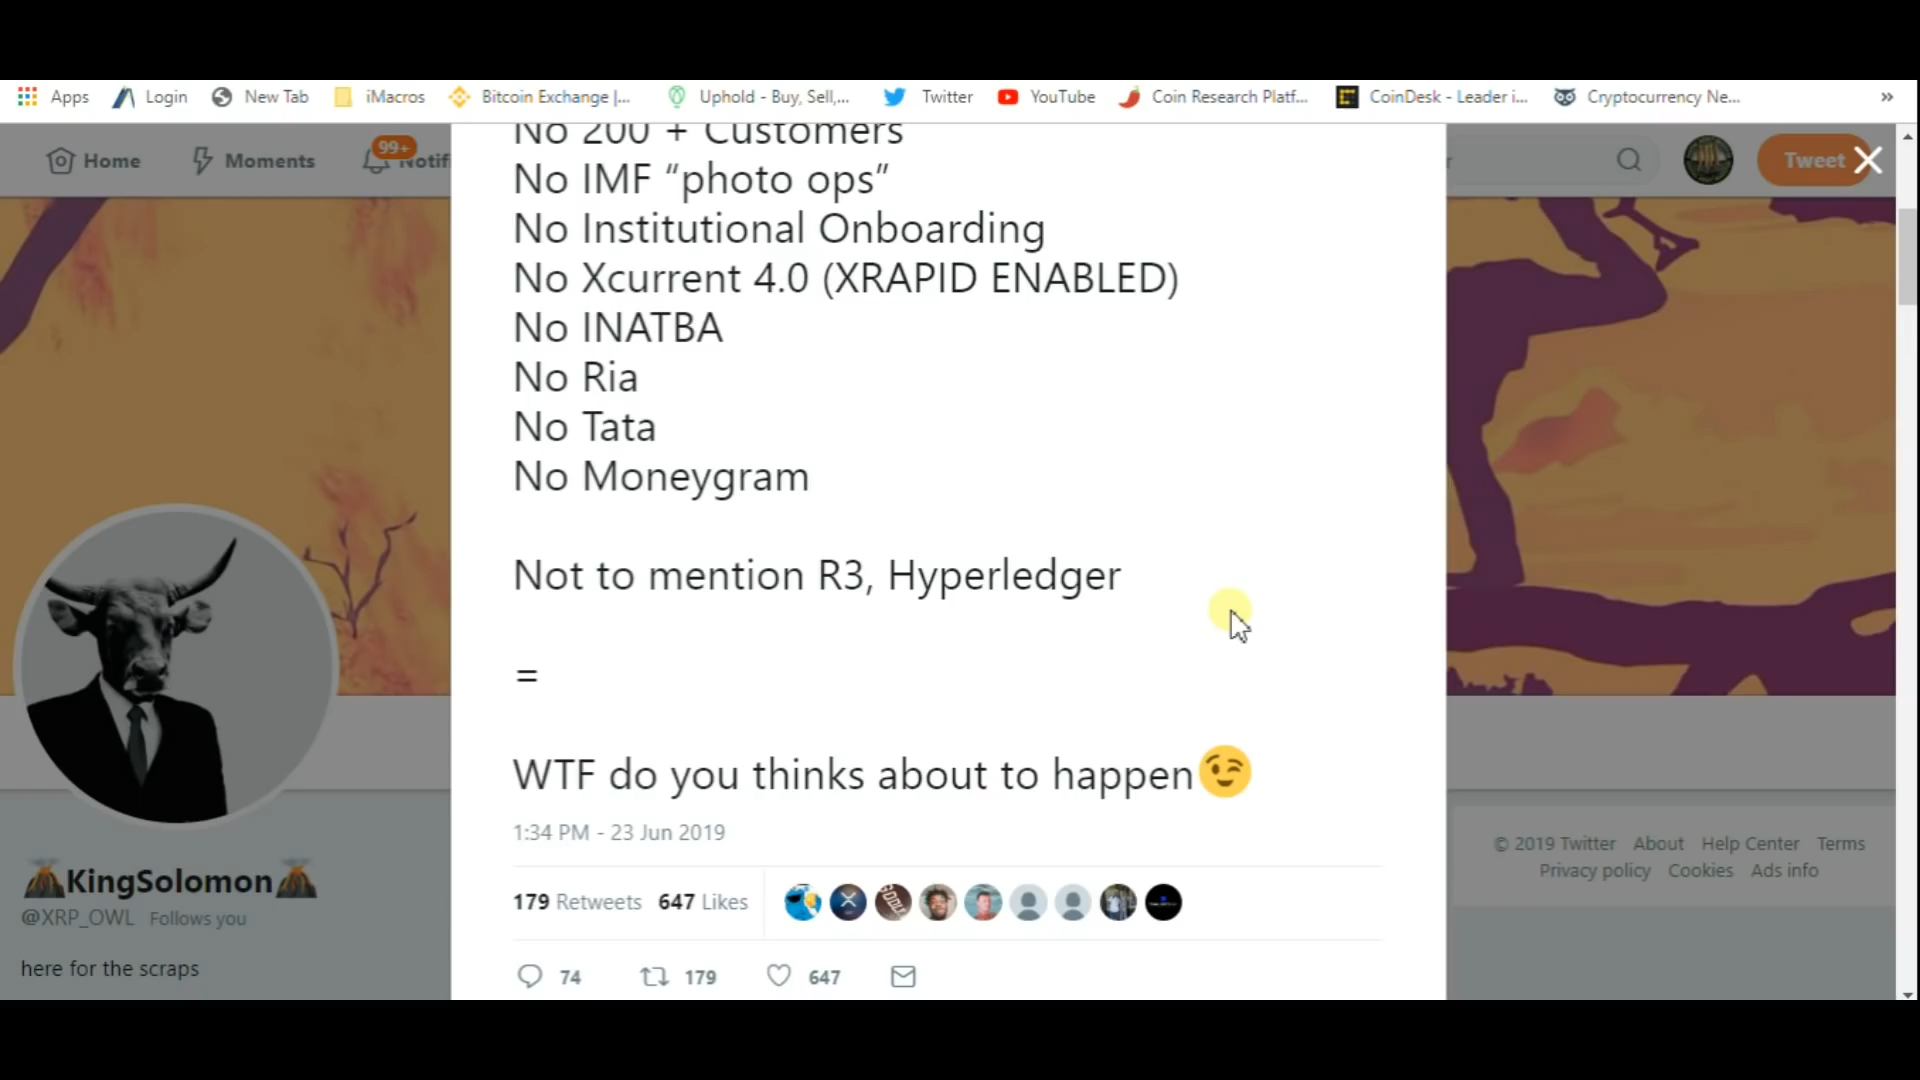 Apps Login New Tab iMacros Bitcoin Exchange |... Uphold - Buy, Sell,... Twitter YouTube Coin Research Platf... CoinDesk - Leader i... Cryptocurrency Ne... »
Home Moments 99+ Notif Tweet
No 200 + Customers
No IMF “photo ops”
No Institutional Onboarding
No Xcurrent 4.0 (XRAPID ENABLED)
No INATBA
No Ria
No Tata
No Moneygram
Not to mention R3, Hyperledger
=
WTF do you thinks about to happen😉
1:34 PM - 23 Jun 2019
179 Retweets 647 Likes
74 179 647
🌋KingSolomon🌋
@XRP_OWL Follows you
here for the scraps
© 2019 Twitter About Help Center Terms
Privacy policy Cookies Ads info